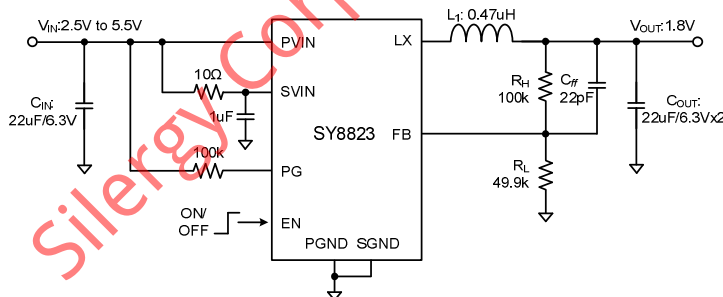 VIN:2.5V to 5.5V
L1: 0.47uH
VOUT:1.8V
PVIN
LX
10Ω
SVIN
RH
100k
Cff
22pF
CIN:
22uF/6.3V
1uF
SY8823
FB
COUT:
22uF/6.3Vx2
100k
PG
RL
49.9k
ON/
OFF
EN
PGND SGND
Silergy Corp